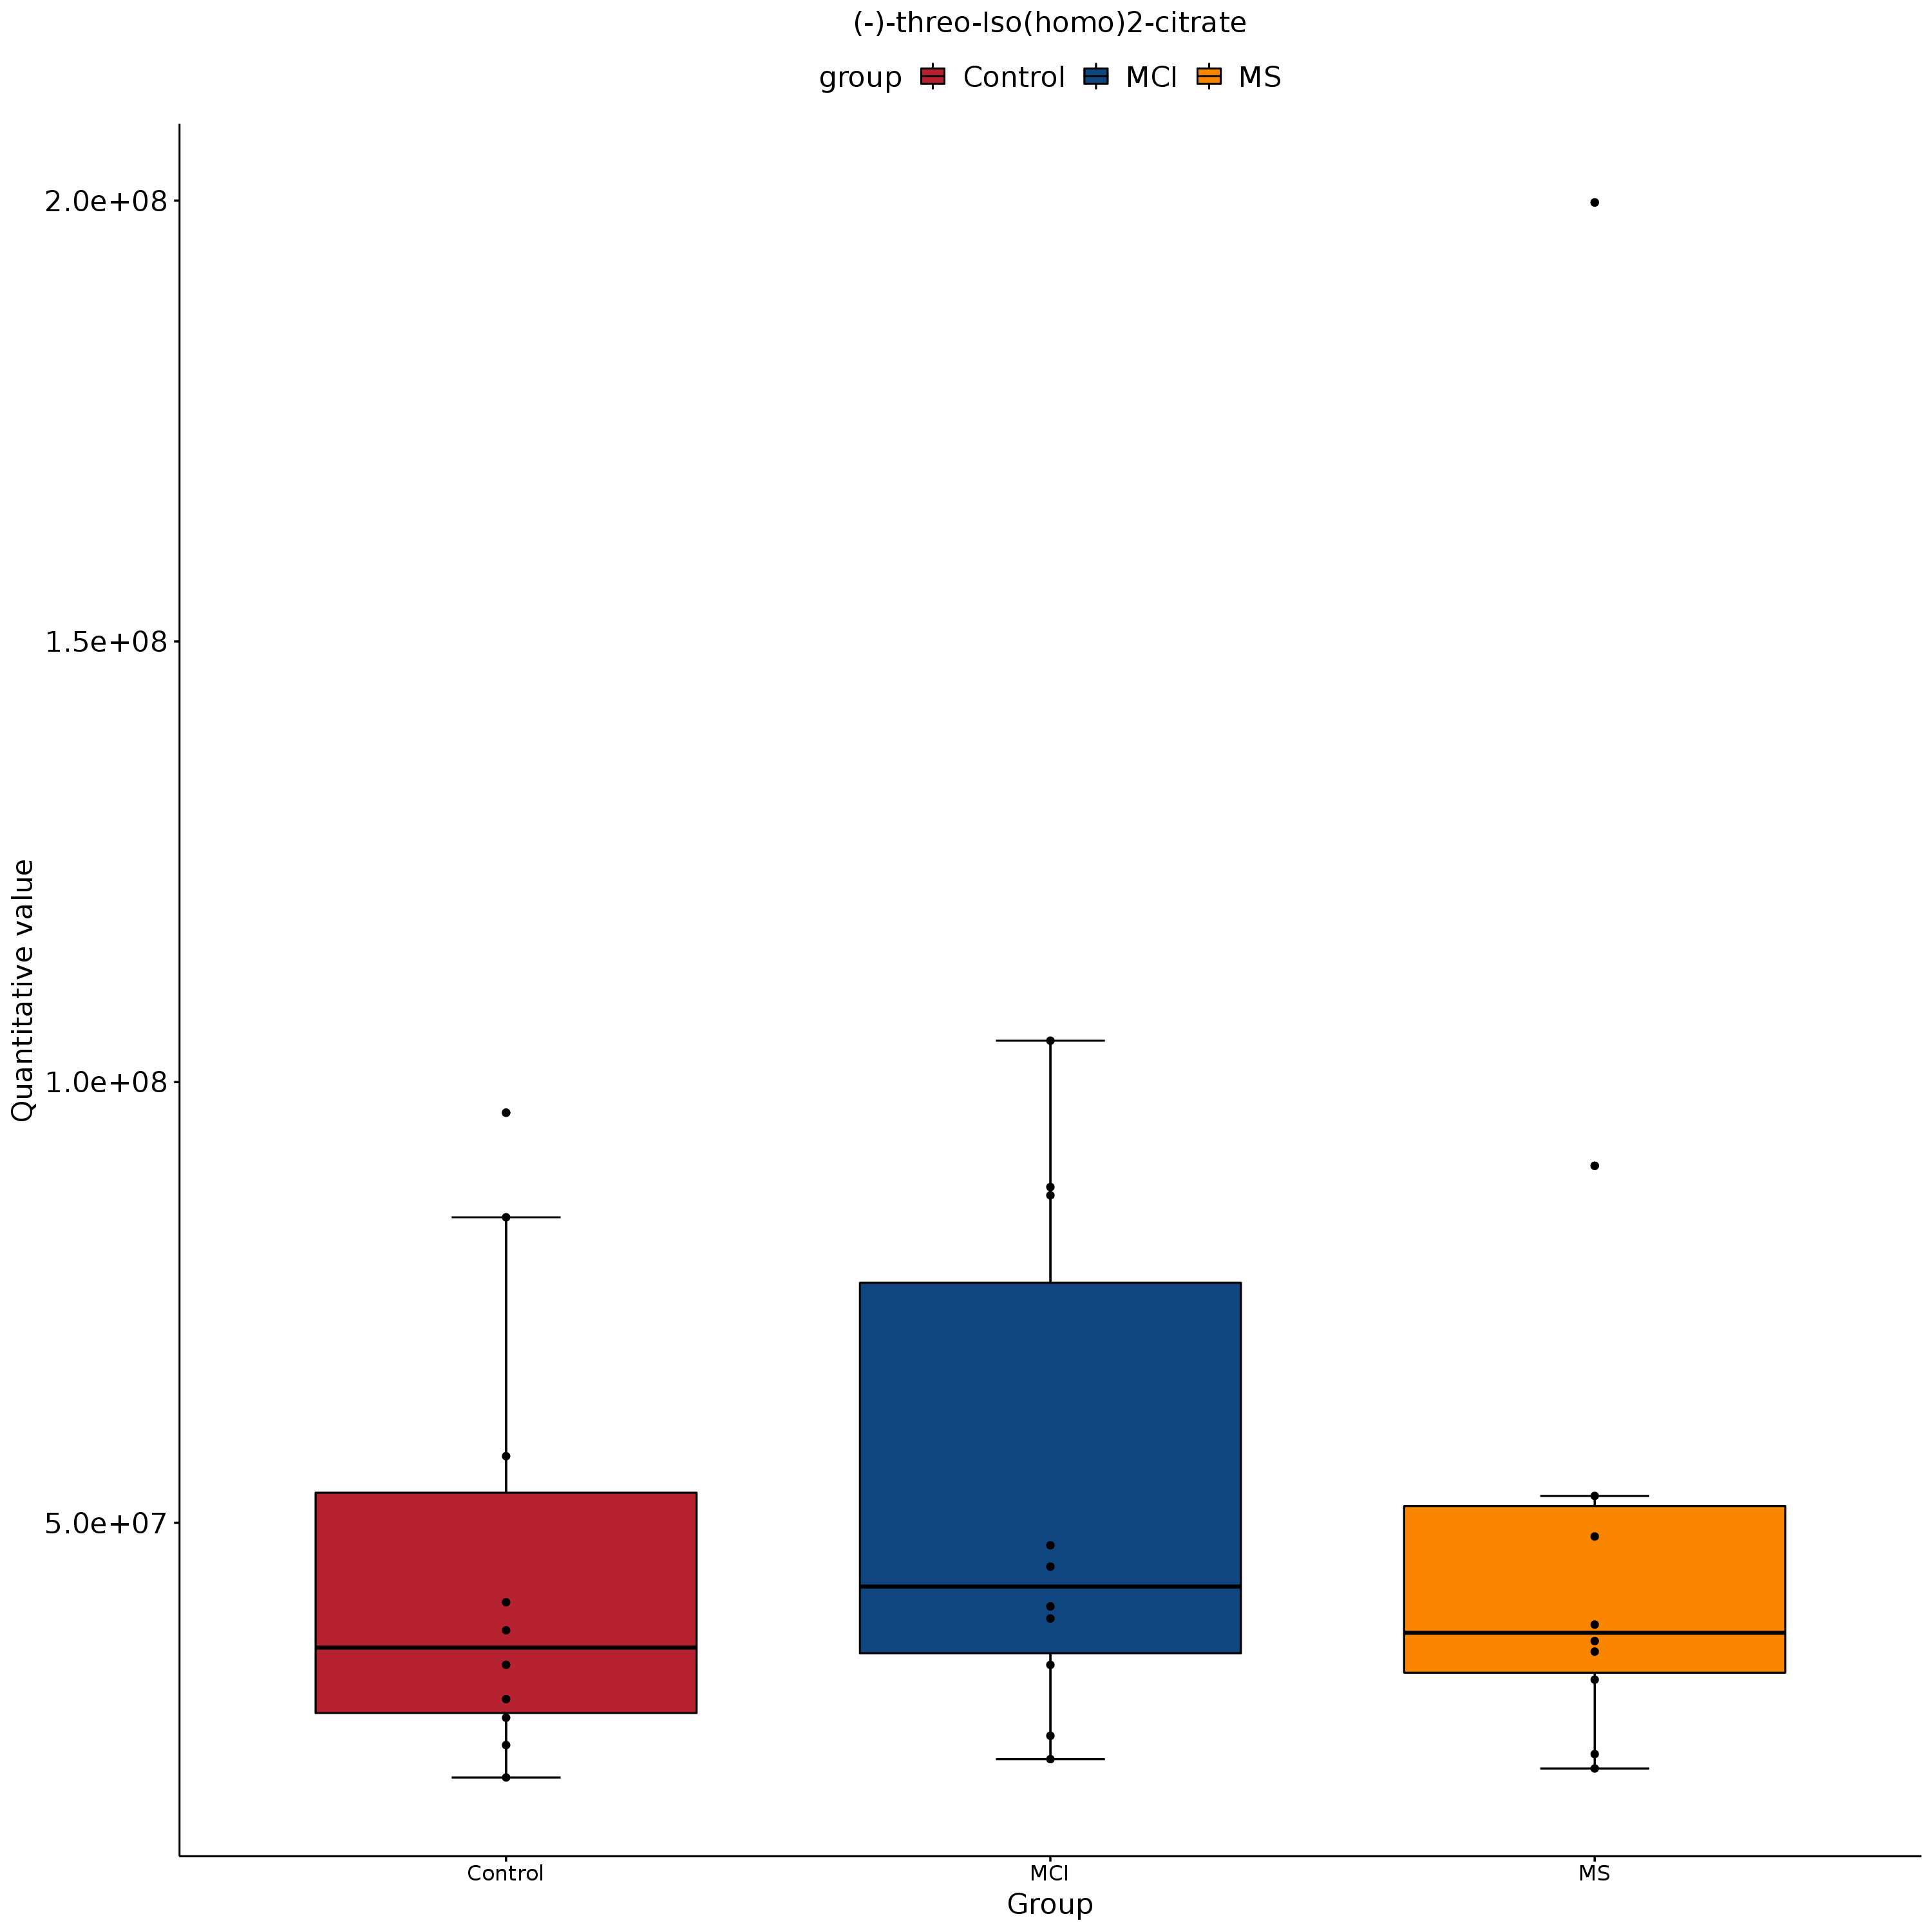 (-)-threo-Iso(homo)2-citrate
group Control MCI MS
Quantitative value
2.0e+08
1.5e+08
1.0e+08
5.0e+07
Control MCI MS
Group